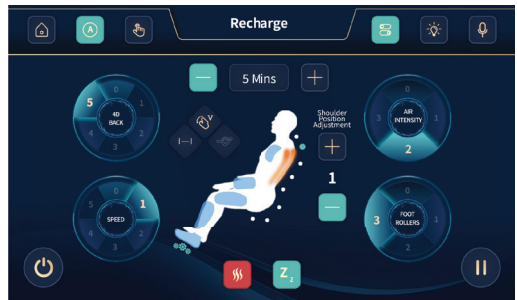 A
Recharge
5 Mins
0
1
2
3
4
5
4D
BACK
V
Shoulder
Position
Adjustment
1
0
1
2
3
AIR
INTENSITY
0
1
2
3
4
5
SPEED
0
1
2
3
FOOT
ROLLERS
Z z